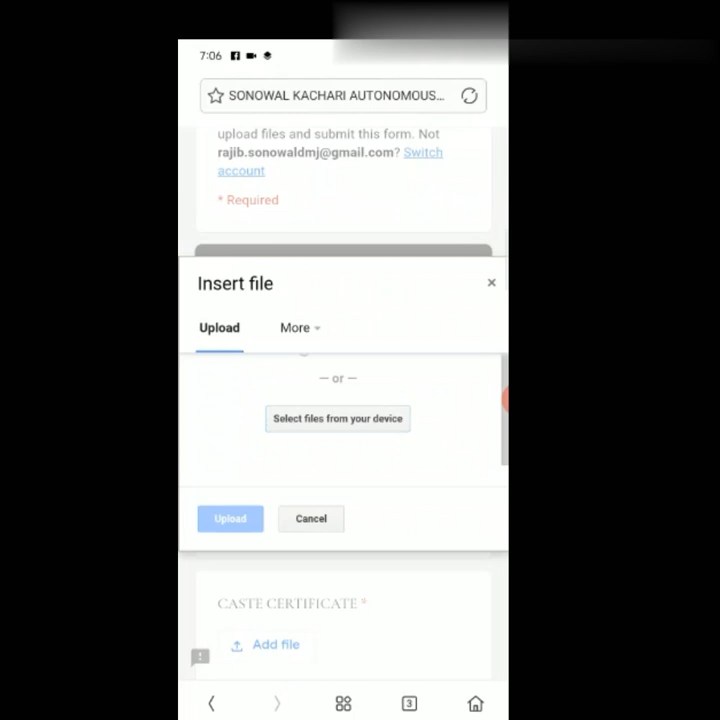 7:06
SONOWAL KACHARI AUTONOMOUS...
upload files and submit this form. Not
rajib.sonowaldmj@gmail.com? Switch
account
* Required
Insert file
×
Upload
More
— or —
Select files from your device
Upload
Cancel
CASTE CERTIFICATE *
Add file
3